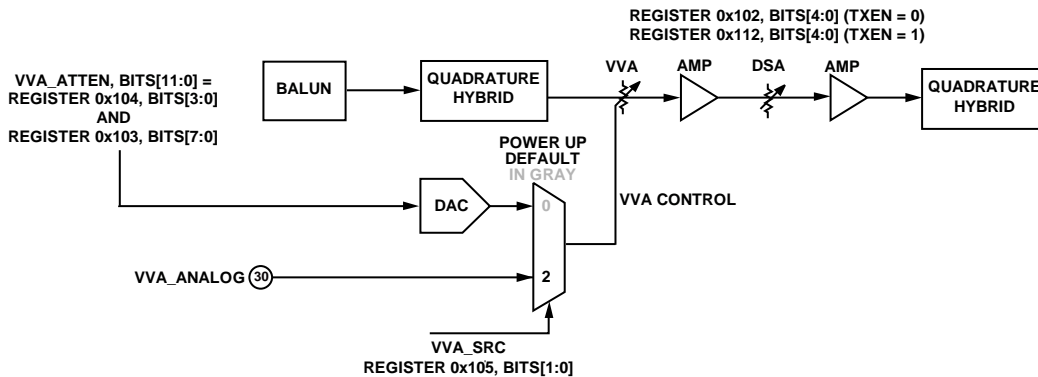 REGISTER 0x102, BITS[4:0] (TXEN = 0)
REGISTER 0x112, BITS[4:0] (TXEN = 1)
VVA_ATTEN, BITS[11:0] =
REGISTER 0x104, BITS[3:0]
AND
REGISTER 0x103, BITS[7:0]
BALUN
QUADRATURE
HYBRID
VVA
AMP
DSA
AMP
QUADRATURE
HYBRID
POWER UP
DEFAULT
IN GRAY
DAC
0
VVA CONTROL
VVA_ANALOG 30
2
VVA_SRC
REGISTER 0x105, BITS[1:0]